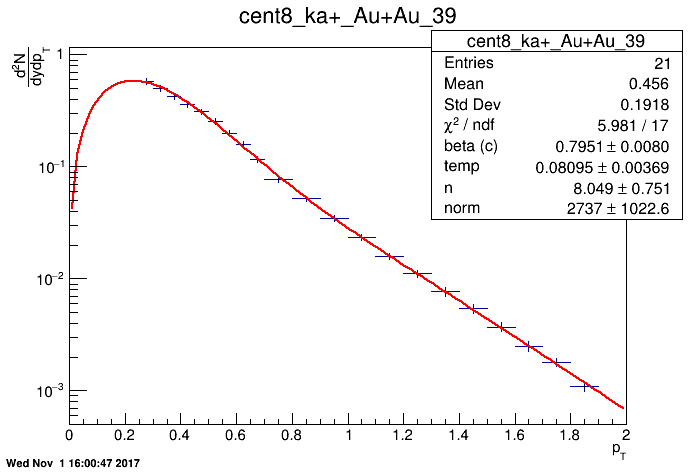 cent8_ka+_Au+Au_39
cent8_ka+_Au+Au_39
Entries 21
Mean 0.456
Std Dev 0.1918
χ² / ndf 5.981 / 17
beta (c) 0.7951 ± 0.0080
temp 0.08095 ± 0.00369
n 8.049 ± 0.751
norm 2737 ± 1022.6
d²N
dydp_T
1
10⁻¹
10⁻²
10⁻³
0 0.2 0.4 0.6 0.8 1 1.2 1.4 1.6 1.8 2
p_T
Wed Nov 1 16:00:47 2017